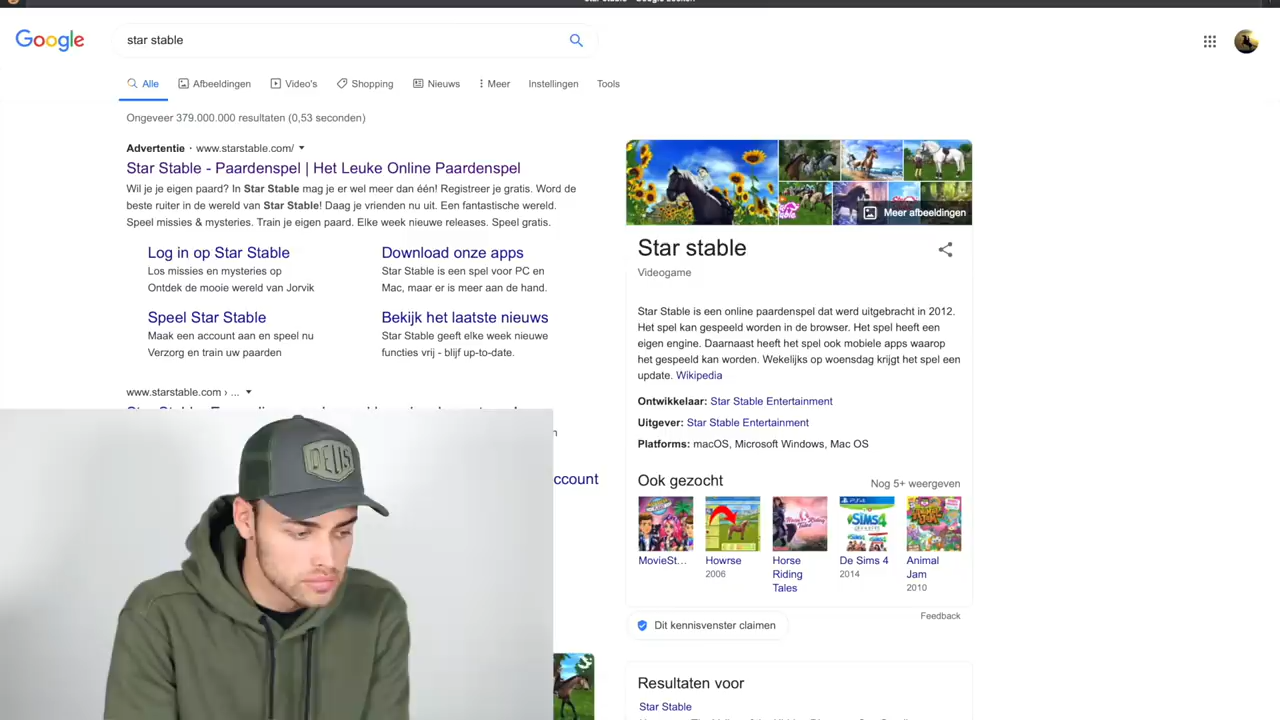 Google
star stable
Alle
Afbeeldingen
Video's
Shopping
Nieuws
Meer
Instellingen
Tools
Ongeveer 379.000.000 resultaten (0,53 seconden)
Advertentie · www.starstable.com/
Star Stable - Paardenspel | Het Leuke Online Paardenspel
Wil je je eigen paard? In Star Stable mag je er wel meer dan één! Registreer je gratis. Word de
beste ruiter in de wereld van Star Stable! Daag je vrienden nu uit. Een fantastische wereld.
Speel missies & mysteries. Train je eigen paard. Elke week nieuwe releases. Speel gratis.
Log in op Star Stable
Los missies en mysteries op
Ontdek de mooie wereld van Jorvik
Download onze apps
Star Stable is een spel voor PC en
Mac, maar er is meer aan de hand.
Speel Star Stable
Maak een account aan en speel nu
Verzorg en train uw paarden
Bekijk het laatste nieuws
Star Stable geeft elke week nieuwe
functies vrij - blijf up-to-date.
www.starstable.com › ...
ccount
DEUS
Meer afbeeldingen
Star stable
Videogame
Star Stable is een online paardenspel dat werd uitgebracht in 2012.
Het spel kan gespeeld worden in de browser. Het spel heeft een
eigen engine. Daarnaast heeft het spel ook mobiele apps waarop
het gespeeld kan worden. Wekelijks op woensdag krijgt het spel een
update. Wikipedia
Ontwikkelaar: Star Stable Entertainment
Uitgever: Star Stable Entertainment
Platforms: macOS, Microsoft Windows, Mac OS
Ook gezocht
Nog 5+ weergeven
MovieSt...
Howrse
2006
Horse
Riding
Tales
De Sims 4
2014
Animal
Jam
2010
Feedback
Dit kennisvenster claimen
Resultaten voor
Star Stable